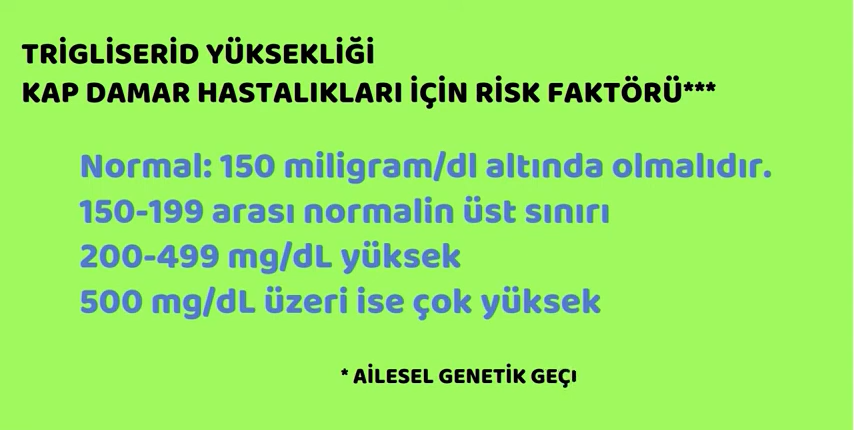 TRİGLİSERİD YÜKSEKLİĞİ
KAP DAMAR HASTALIKLARI İÇİN RİSK FAKTÖRÜ***
Normal: 150 miligram/dl altında olmalıdır.
150-199 arası normalin üst sınırı
200-499 mg/dL yüksek
500 mg/dL üzeri ise çok yüksek
* AİLESEL GENETİK GEÇI